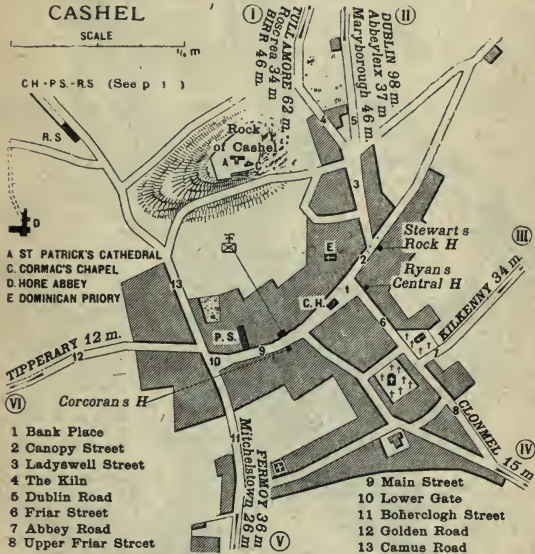 CASHEL
SCALE
¼ m
C H - P. S. - R. S (See p
R. S
D
A ST PATRICK'S CATHEDRAL
C. CORMAC'S CHAPEL
D. HORE ABBEY
E DOMINICAN PRIORY
Rock
of Cashel
A
C
I
TULLAMORE 62 m.
Roscrea 34 m
BIRR 46 m.
II
DUBLIN 98 m.
Abbeyleix 37 m
Maryborough 46 m
4
5
3
2
Stewart's
Rock H
Ryan's
Central H
III
KILKENNY 34 m.
E
C. H.
1
6
7
P. S.
9
13
10
TIPPERARY 12 m.
12
VI
Corcoran's H
11
8
CLONMEL 15 m
IV
FERMOY 36 m
Mitchelstown 26 m
V
1 Bank Place
2 Canopy Street
3 Ladyswell Street
4 The Kiln
5 Dublin Road
6 Friar Street
7 Abbey Road
8 Upper Friar Street
9 Main Street
10 Lower Gate
11 Boherclogh Street
12 Golden Road
13 Camus Road